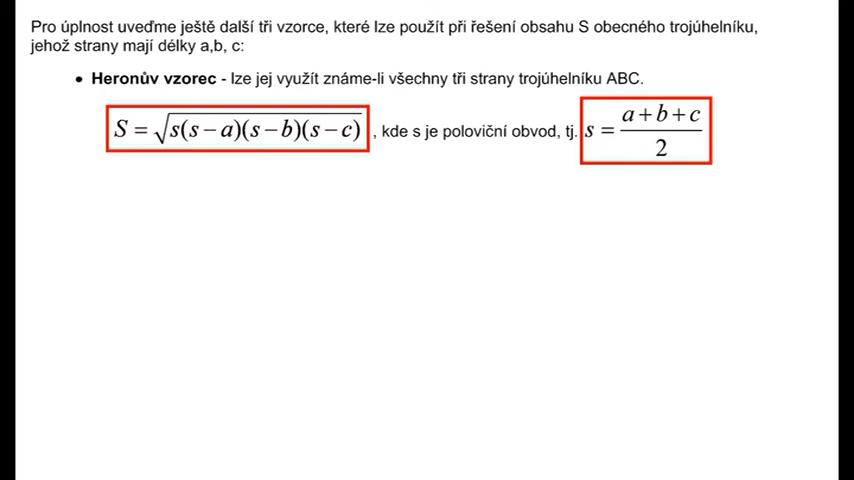 Pro úplnost uveďme ještě další tři vzorce, které lze použít při řešení obsahu S obecného trojúhelníku,
jehož strany mají délky a,b, c:
• Heronův vzorec - lze jej využít známe-li všechny tři strany trojúhelníku ABC.
S = √s(s − a)(s − b)(s − c) , kde s je poloviční obvod, tj. s = (a + b + c) / 2